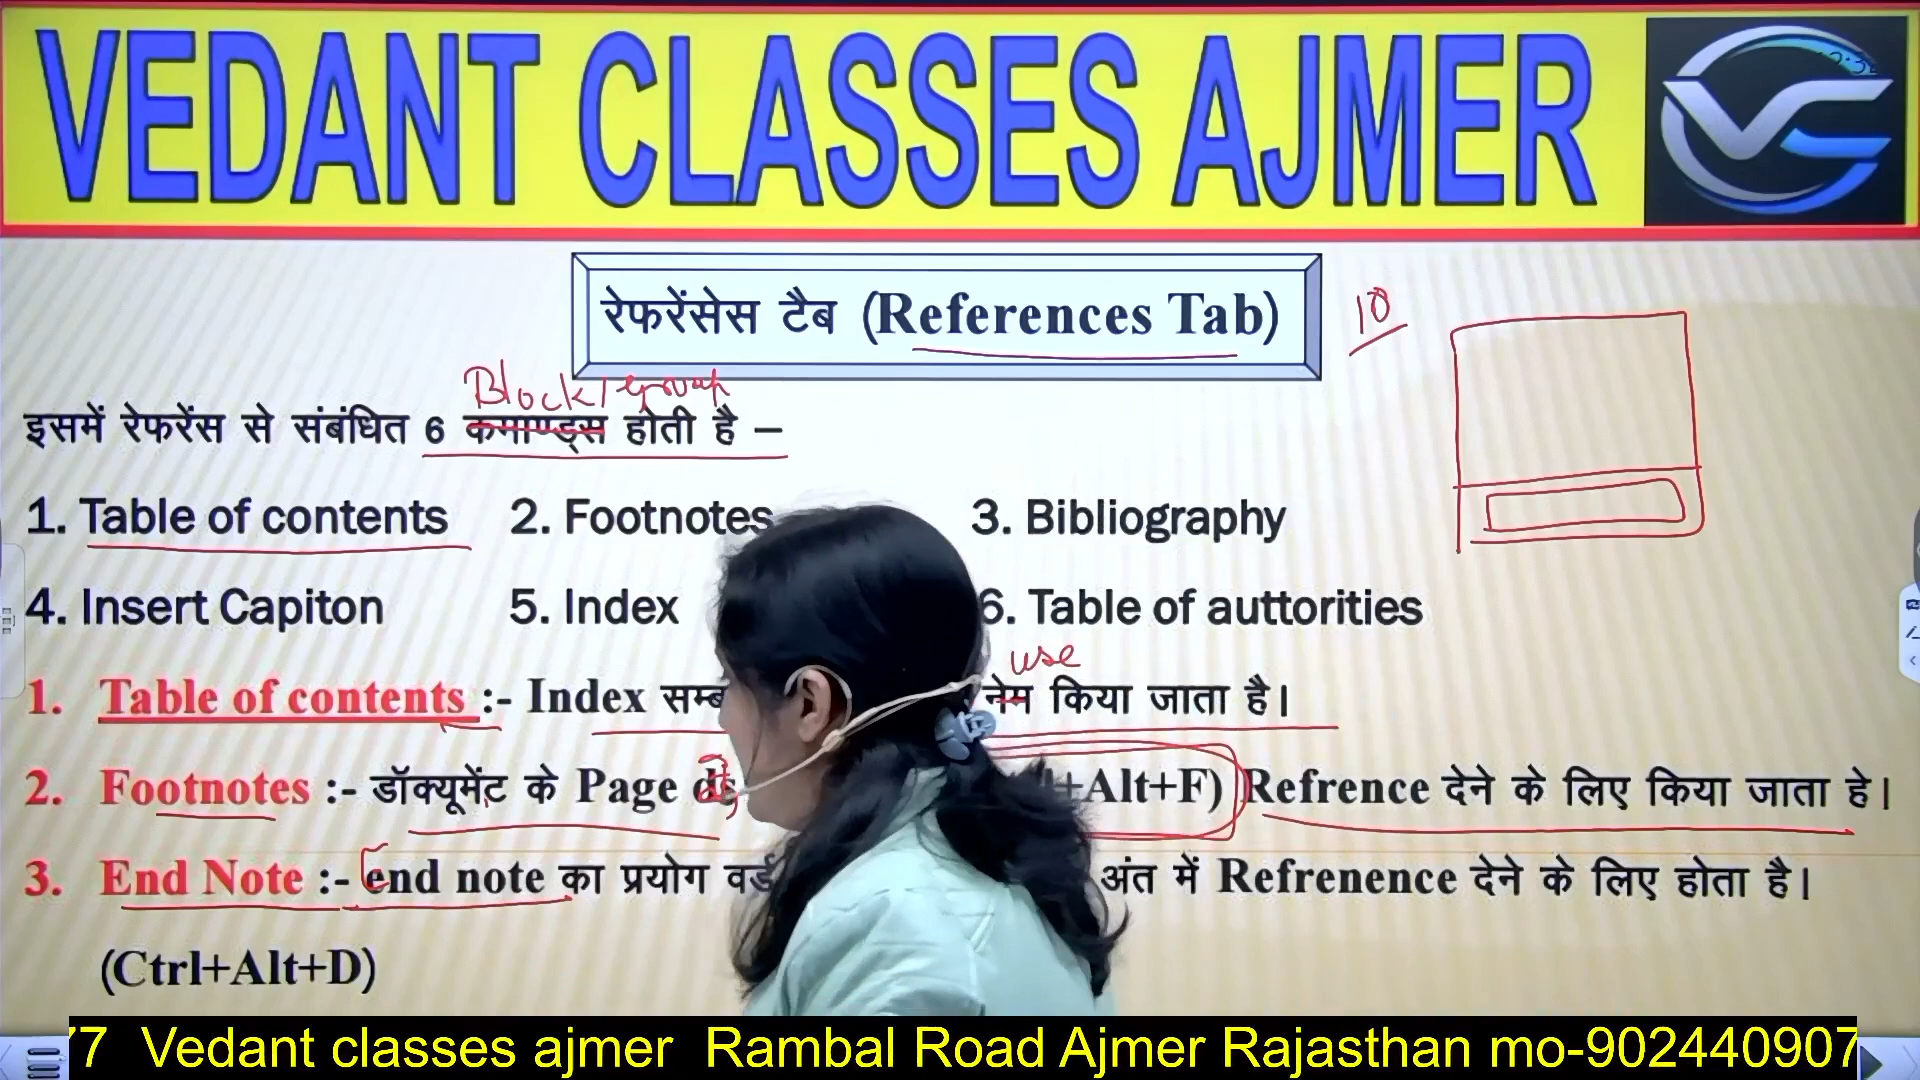 VEDANT CLASSES AJMER
रेफरेंसेस टैब (References Tab)
10
Block/group
इसमें रेफरेंस से संबंधित 6 कमाण्ड्स होती है –
1. Table of contents 2. Footnotes 3. Bibliography
4. Insert Capiton 5. Index 6. Table of auttorities
use
1. Table of contents :- Index नेम किया जाता है।
2. Footnotes :- डॉक्यूमेंट के Page +Alt+F) Refrence देने के लिए किया जाता हे।
3. End Note :- end note का प्रयोग वर्ड अंत में Refrenence देने के लिए होता है।
(Ctrl+Alt+D)
77 Vedant classes ajmer Rambal Road Ajmer Rajasthan mo-902440907